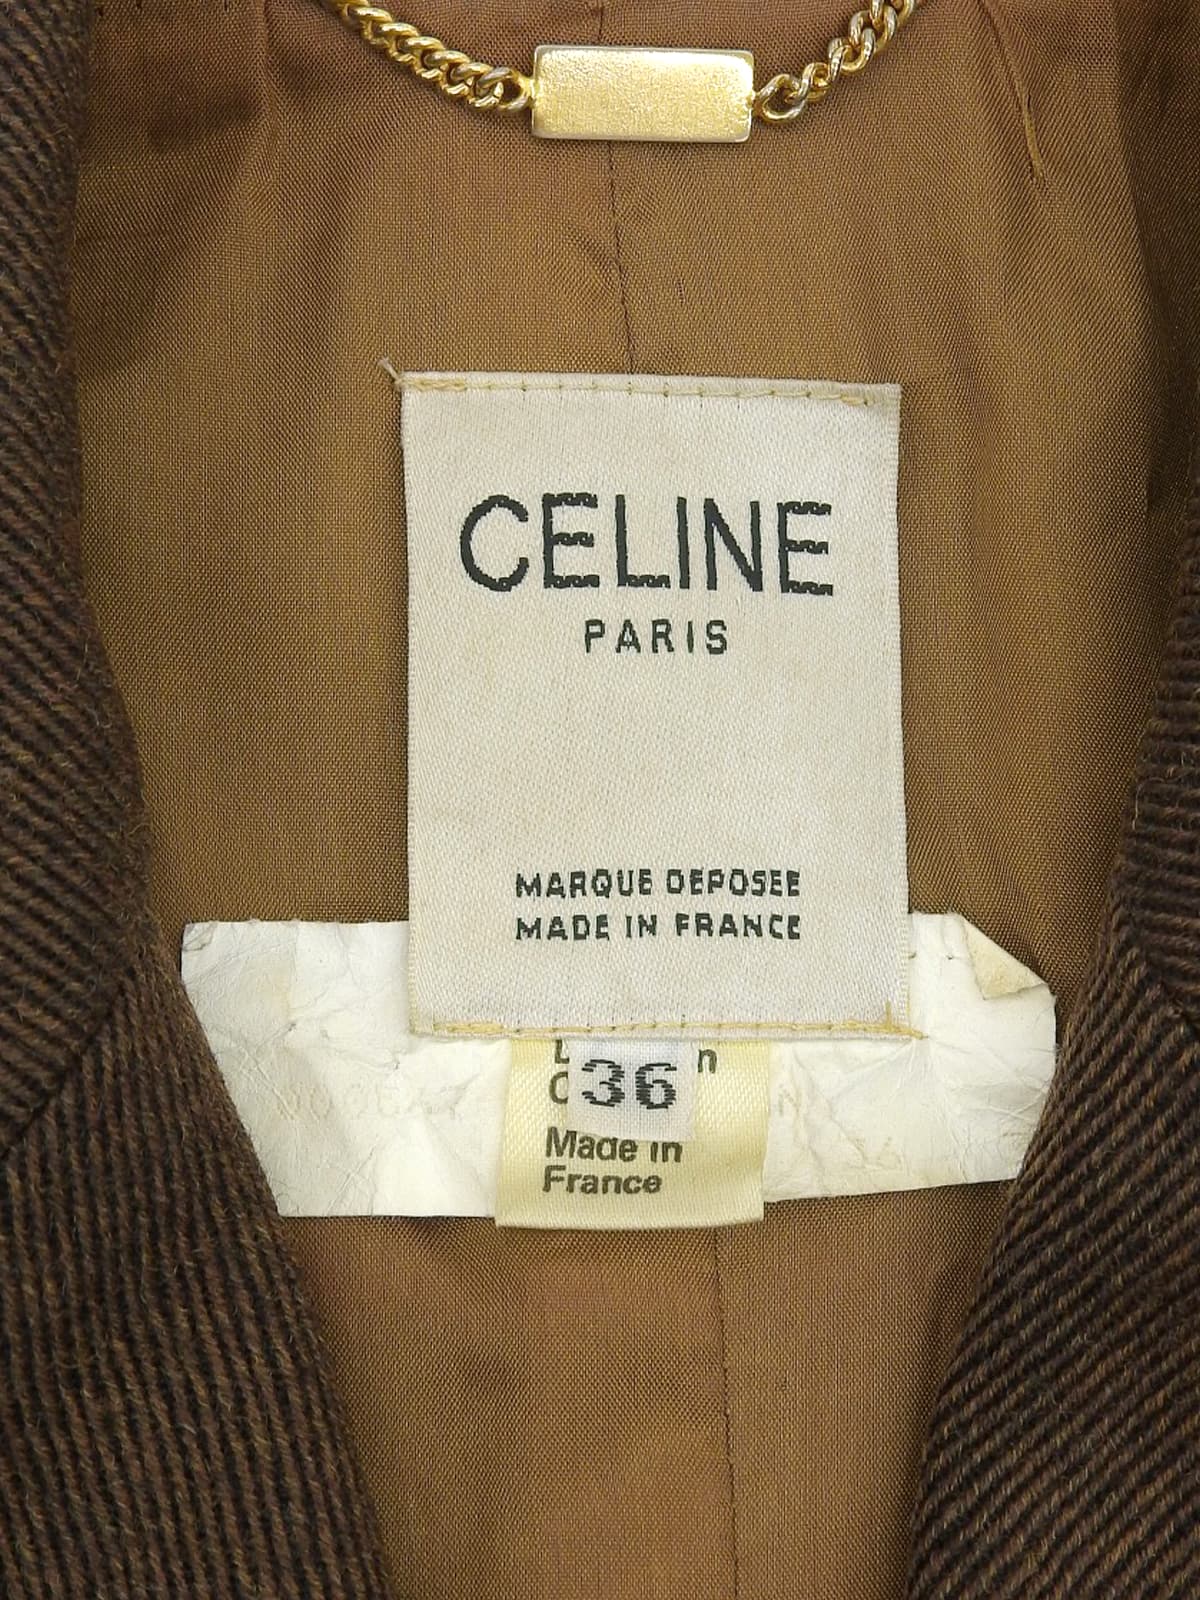 CELINE
PARIS
MARQUE DEPOSEE
MADE IN FRANCE
36
Made in
France